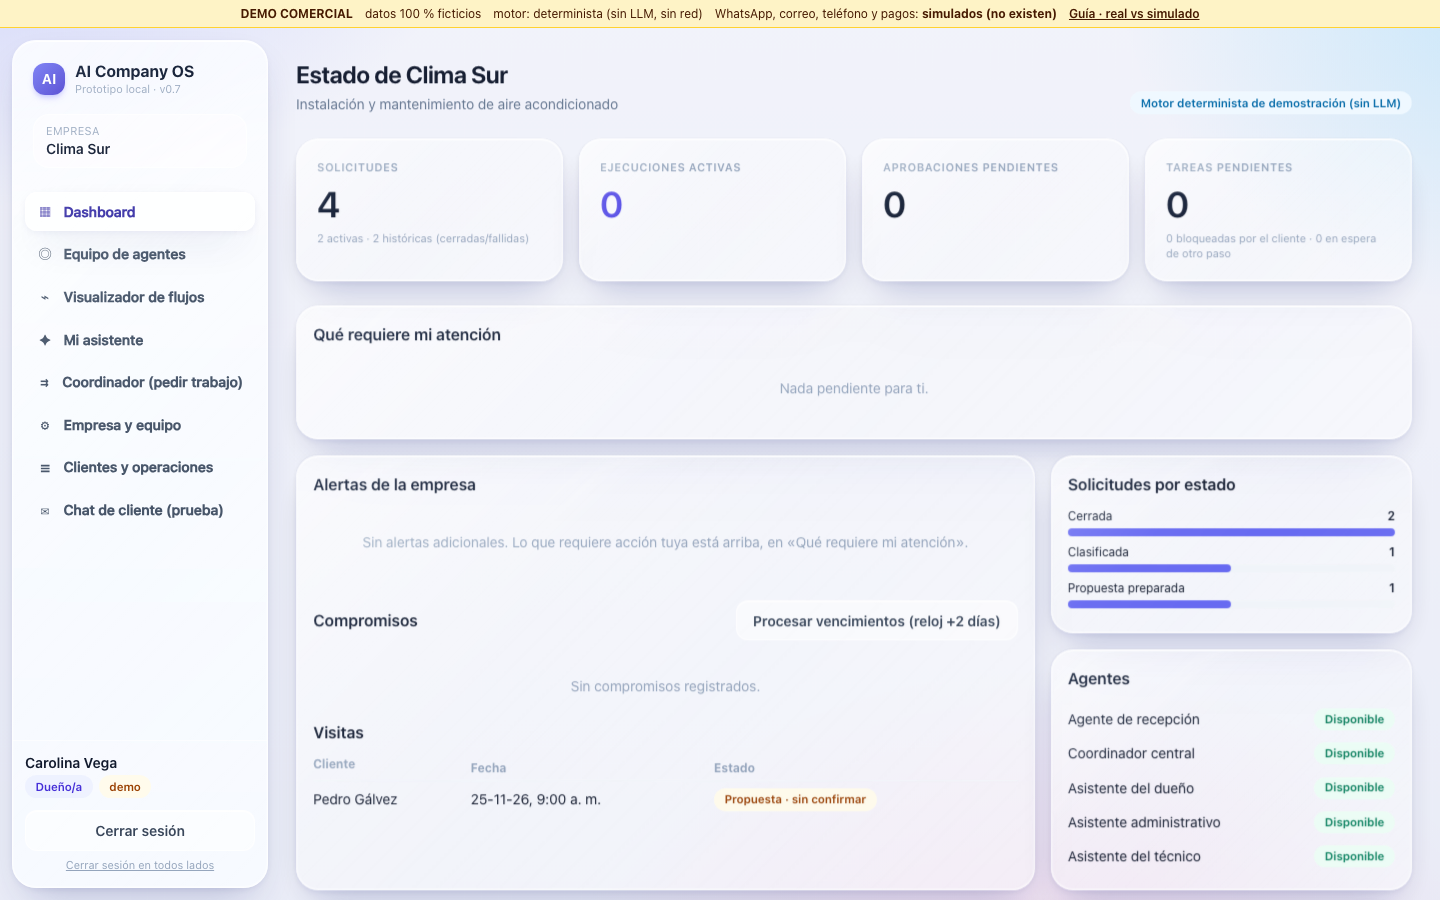 DEMO COMERCIAL datos 100 % ficticios motor: determinista (sin LLM, sin red) WhatsApp, correo, teléfono y pagos: simulados (no existen) Guía · real vs simulado
AI
AI Company OS
Prototipo local · v0.7
EMPRESA
Clima Sur
Dashboard
Equipo de agentes
Visualizador de flujos
Mi asistente
Coordinador (pedir trabajo)
Empresa y equipo
Clientes y operaciones
Chat de cliente (prueba)
Carolina Vega
Dueño/a demo
Cerrar sesión
Cerrar sesión en todos lados
Estado de Clima Sur
Instalación y mantenimiento de aire acondicionado
Motor determinista de demostración (sin LLM)
SOLICITUDES
4
2 activas · 2 históricas (cerradas/fallidas)
EJECUCIONES ACTIVAS
0
APROBACIONES PENDIENTES
0
TAREAS PENDIENTES
0
0 bloqueadas por el cliente · 0 en espera
de otro paso
Qué requiere mi atención
Nada pendiente para ti.
Alertas de la empresa
Sin alertas adicionales. Lo que requiere acción tuya está arriba, en «Qué requiere mi atención».
Compromisos
Procesar vencimientos (reloj +2 días)
Sin compromisos registrados.
Visitas
Cliente Fecha Estado
Pedro Gálvez 25-11-26, 9:00 a. m. Propuesta · sin confirmar
Solicitudes por estado
Cerrada 2
Clasificada 1
Propuesta preparada 1
Agentes
Agente de recepción Disponible
Coordinador central Disponible
Asistente del dueño Disponible
Asistente administrativo Disponible
Asistente del técnico Disponible